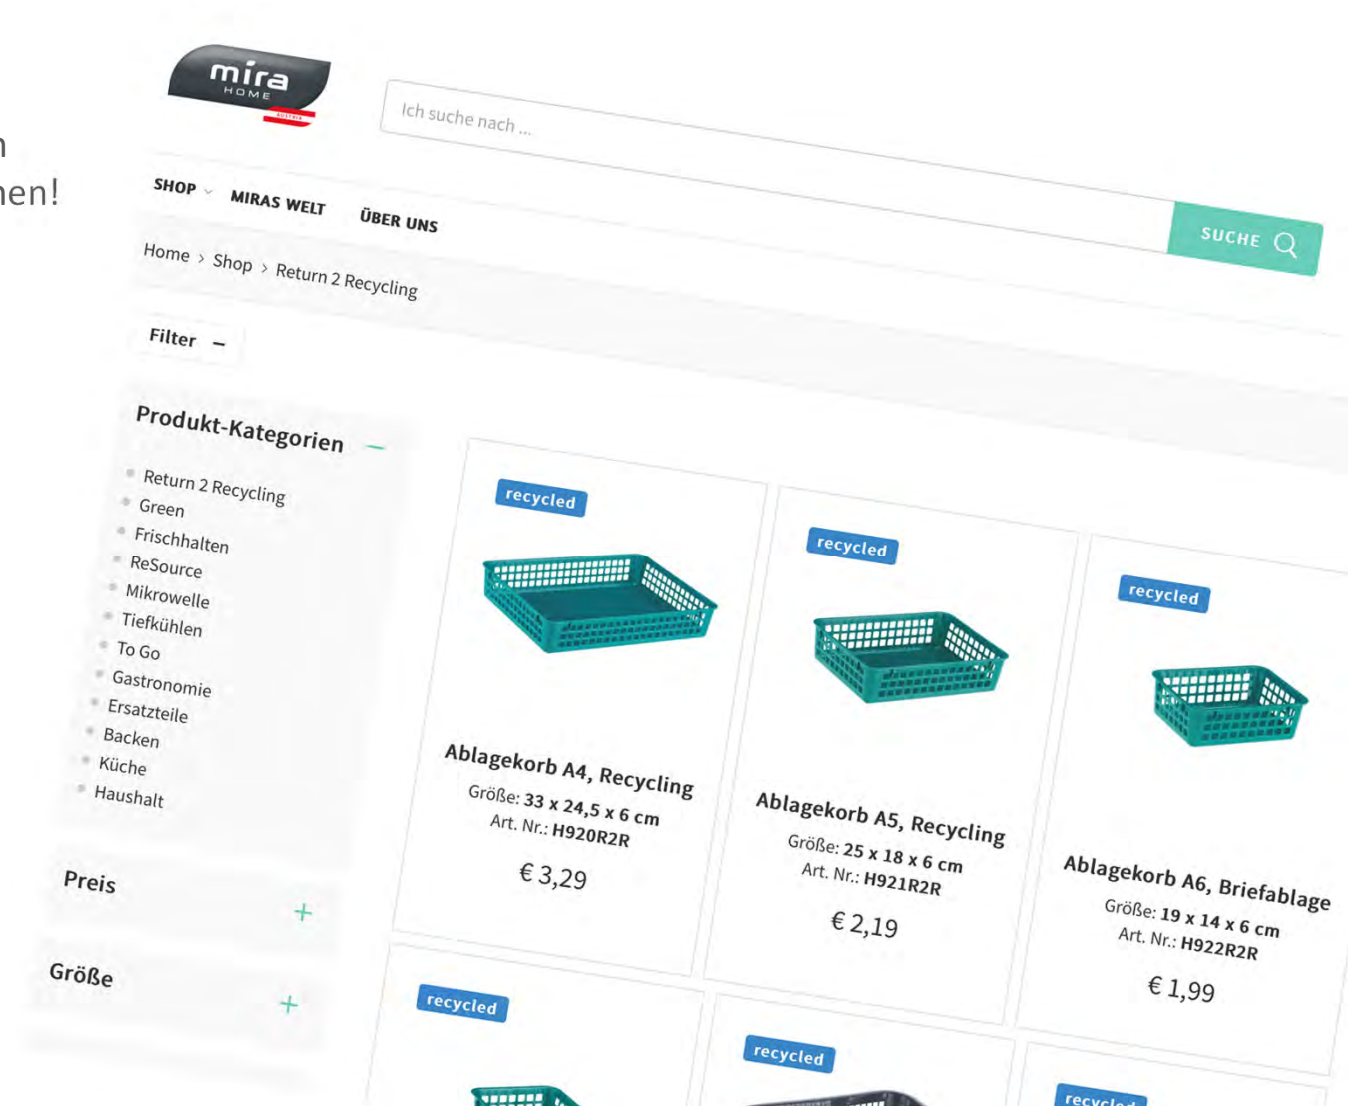 nen!
mira
HOME
AUSTRIA
Ich suche nach ...
SUCHE
SHOP
MIRAS WELT
ÜBER UNS
Home > Shop > Return 2 Recycling
Filter –
Produkt-Kategorien –
Return 2 Recycling
Green
Frischhalten
ReSource
Mikrowelle
Tiefkühlen
To Go
Gastronomie
Ersatzteile
Backen
Küche
Haushalt
Preis +
Größe +
recycled
Ablagekorb A4, Recycling
Größe: 33 x 24,5 x 6 cm
Art. Nr.: H920R2R
€ 3,29
recycled
Ablagekorb A5, Recycling
Größe: 25 x 18 x 6 cm
Art. Nr.: H921R2R
€ 2,19
recycled
Ablagekorb A6, Briefablage
Größe: 19 x 14 x 6 cm
Art. Nr.: H922R2R
€ 1,99
recycled
recycled
recycled